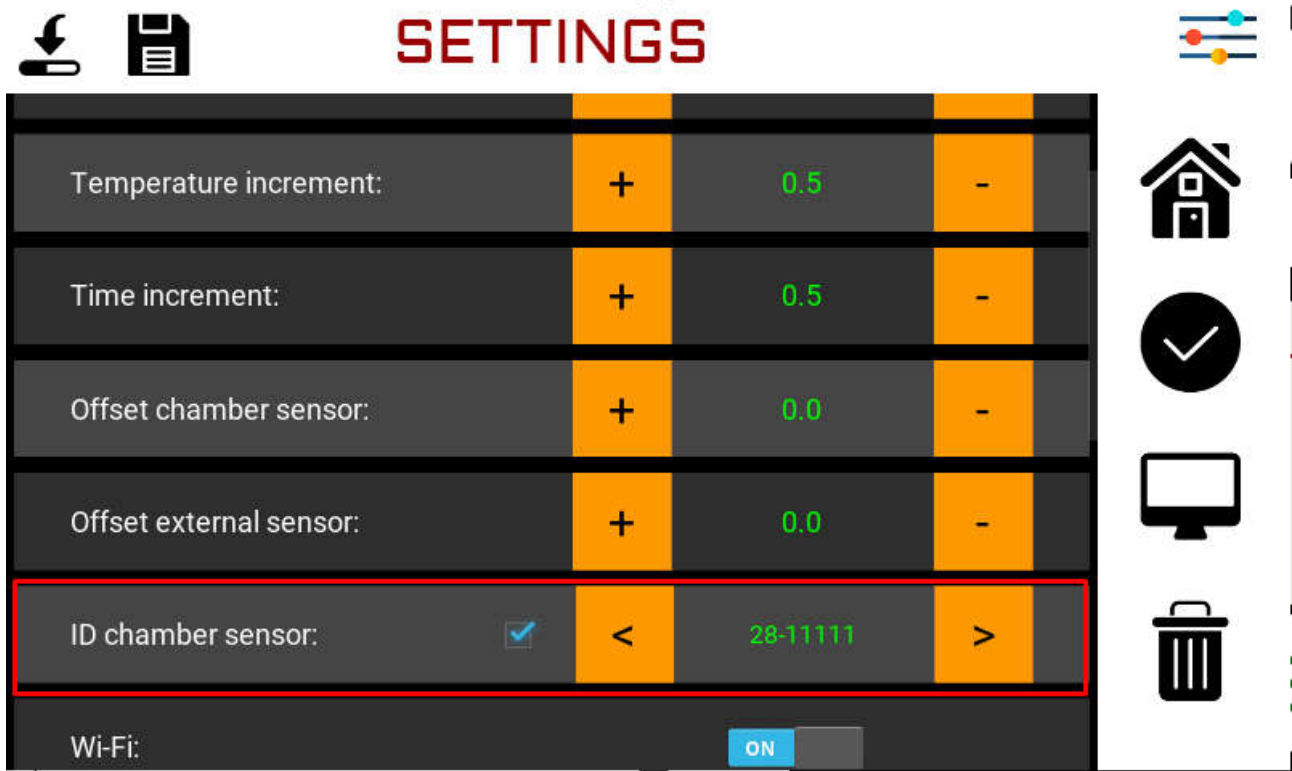 SETTINGS
Temperature increment: + 0.5 -
Time increment: + 0.5 -
Offset chamber sensor: + 0.0 -
Offset external sensor: + 0.0 -
ID chamber sensor: < 28-11111 >
Wi-Fi: ON